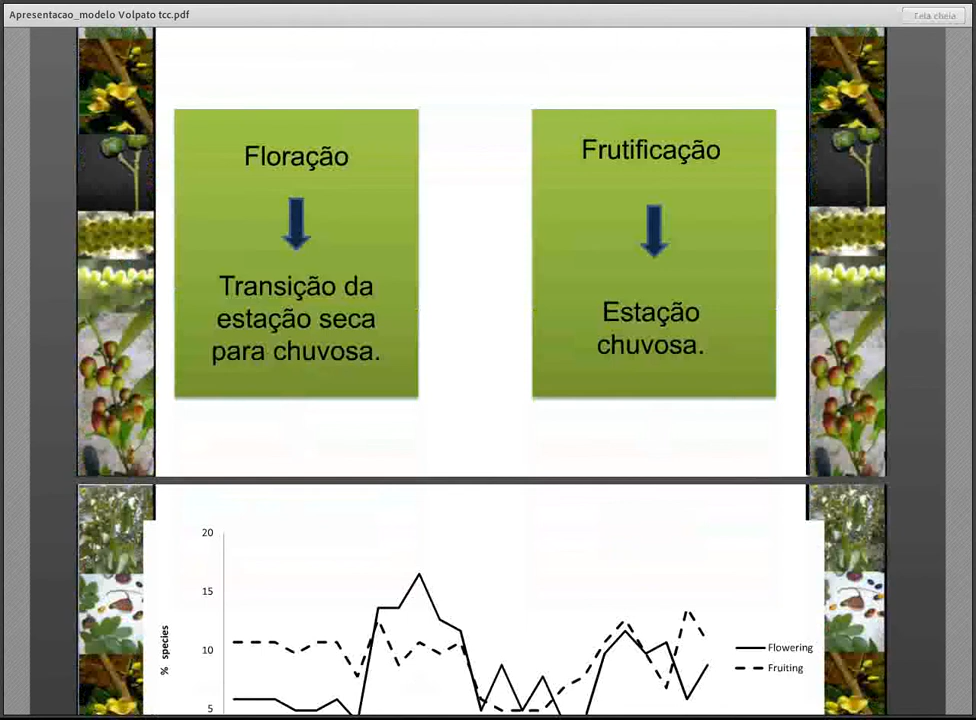 Apresentacao_modelo Volpato tcc.pdf
Tela cheia
Floração
Transição da
estação seca
para chuvosa.
Frutificação
Estação
chuvosa.
20
15
10
5
% species
Flowering
Fruiting